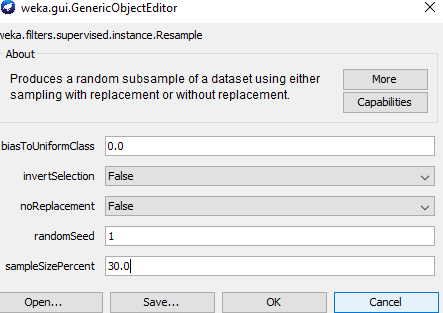 weka.gui.GenericObjectEditor
weka.filters.supervised.instance.Resample
About
Produces a random subsample of a dataset using either
sampling with replacement or without replacement.
More
Capabilities
biasToUniformClass 0.0
invertSelection False
noReplacement False
randomSeed 1
sampleSizePercent 30.0
Open... Save... OK Cancel